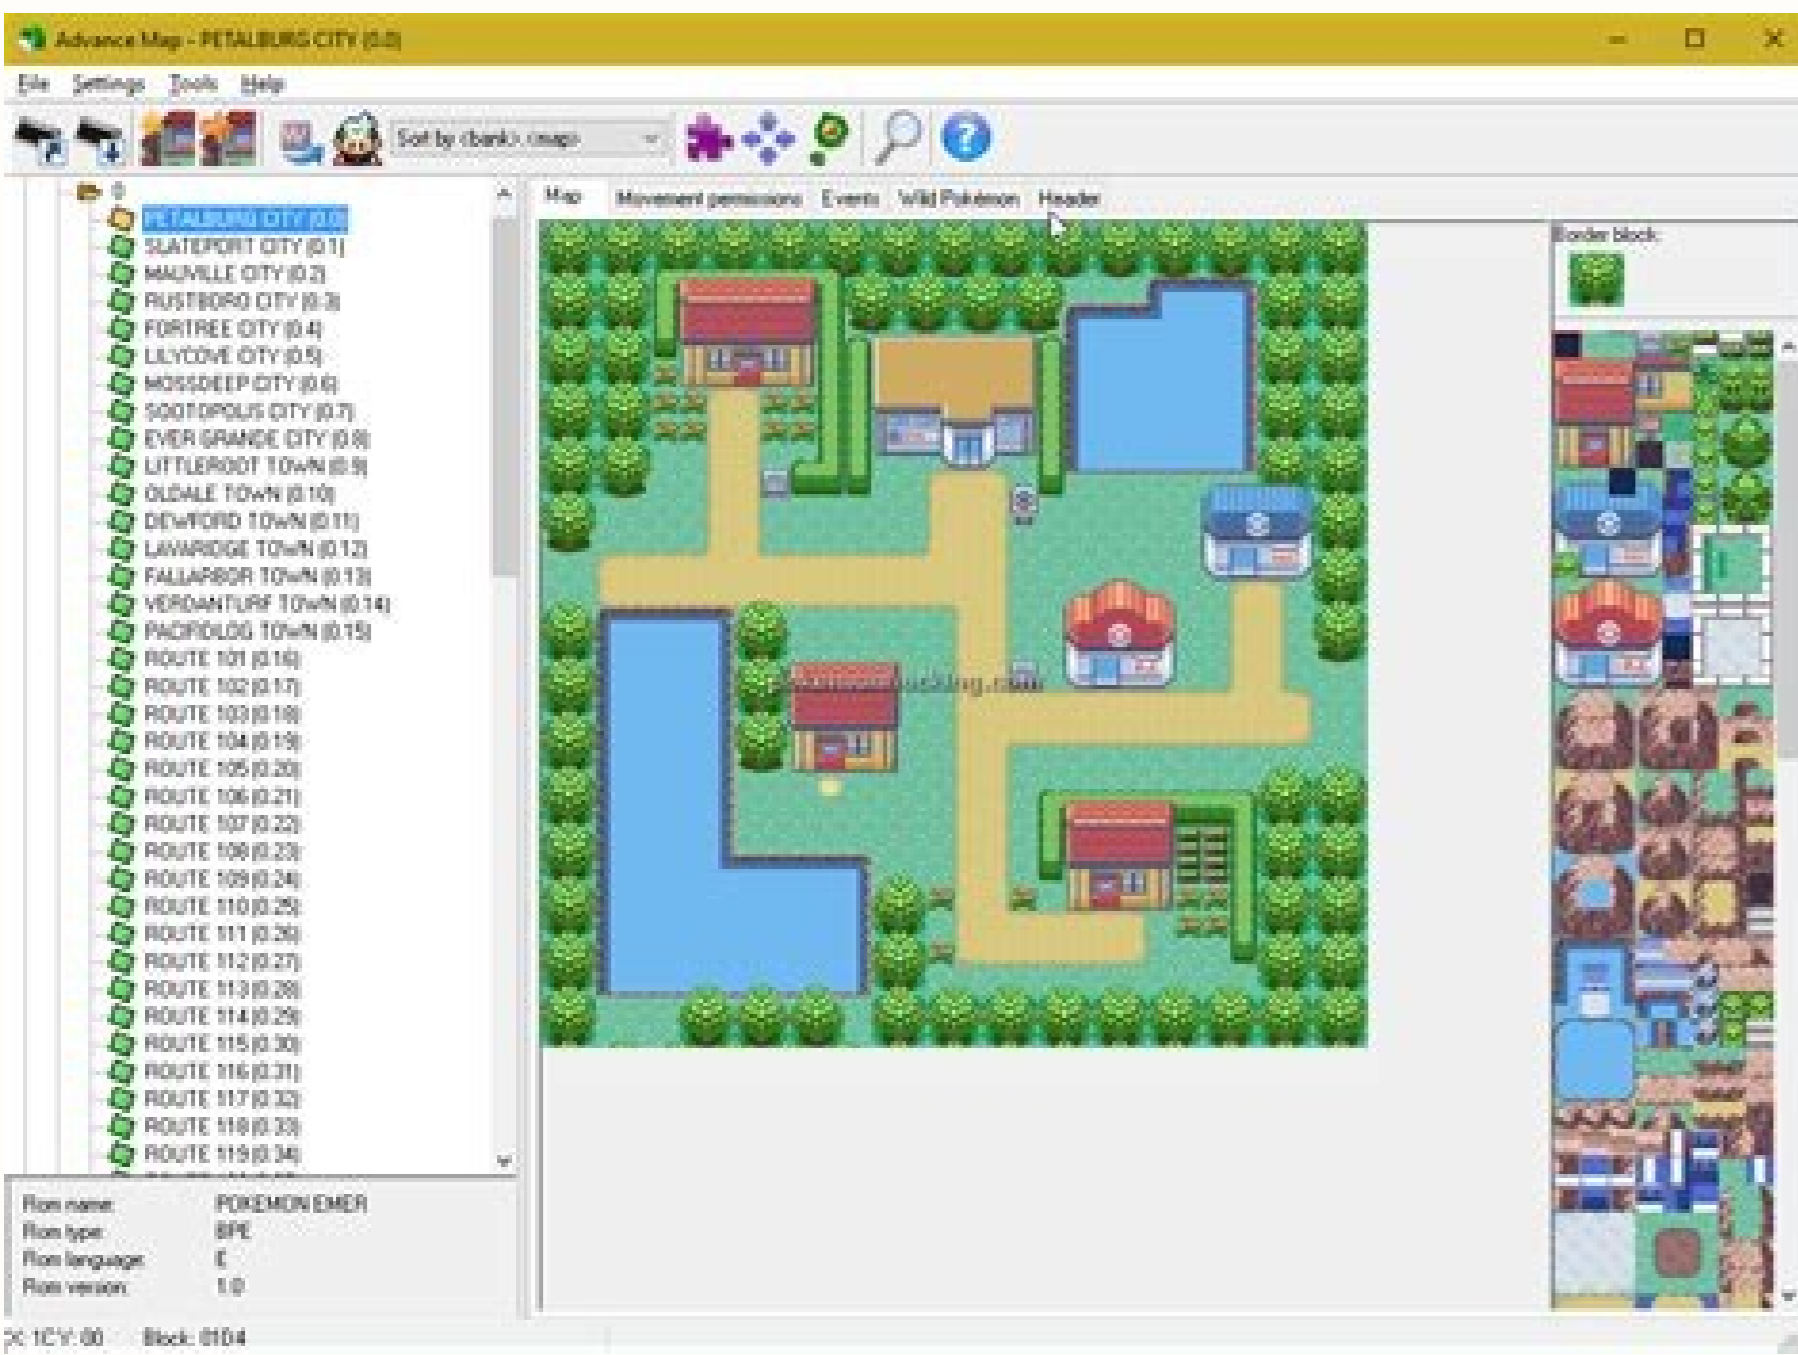 Advance Map - PETALBURG CITY (0.0)
File Settings Tools Help
Sort by <bank>, <map>
0
PETALBURG CITY (0.0)
SLATEPORT CITY (0.1)
MAUVILLE CITY (0.2)
RUSTBORO CITY (0.3)
FORTREE CITY (0.4)
LILYCOVE CITY (0.5)
MOSSDEEP CITY (0.6)
SOOTOPOLIS CITY (0.7)
EVER GRANDE CITY (0.8)
LITTLEROOT TOWN (0.9)
OLDALE TOWN (0.10)
DEWFORD TOWN (0.11)
LAVARIDGE TOWN (0.12)
FALLARBOR TOWN (0.13)
VERDANTURF TOWN (0.14)
PACIFIDLOG TOWN (0.15)
ROUTE 101 (0.16)
ROUTE 102 (0.17)
ROUTE 103 (0.18)
ROUTE 104 (0.19)
ROUTE 105 (0.20)
ROUTE 106 (0.21)
ROUTE 107 (0.22)
ROUTE 108 (0.23)
ROUTE 109 (0.24)
ROUTE 110 (0.25)
ROUTE 111 (0.26)
ROUTE 112 (0.27)
ROUTE 113 (0.28)
ROUTE 114 (0.29)
ROUTE 115 (0.30)
ROUTE 116 (0.31)
ROUTE 117 (0.32)
ROUTE 118 (0.33)
ROUTE 119 (0.34)
Rom name: POKEMON EMER
Rom type: BPE
Rom language: E
Rom version: 1.0
Map Movement permissions Events Wild Pokémon Header
Border block:
X: 1C Y: 00 Block: 01D4